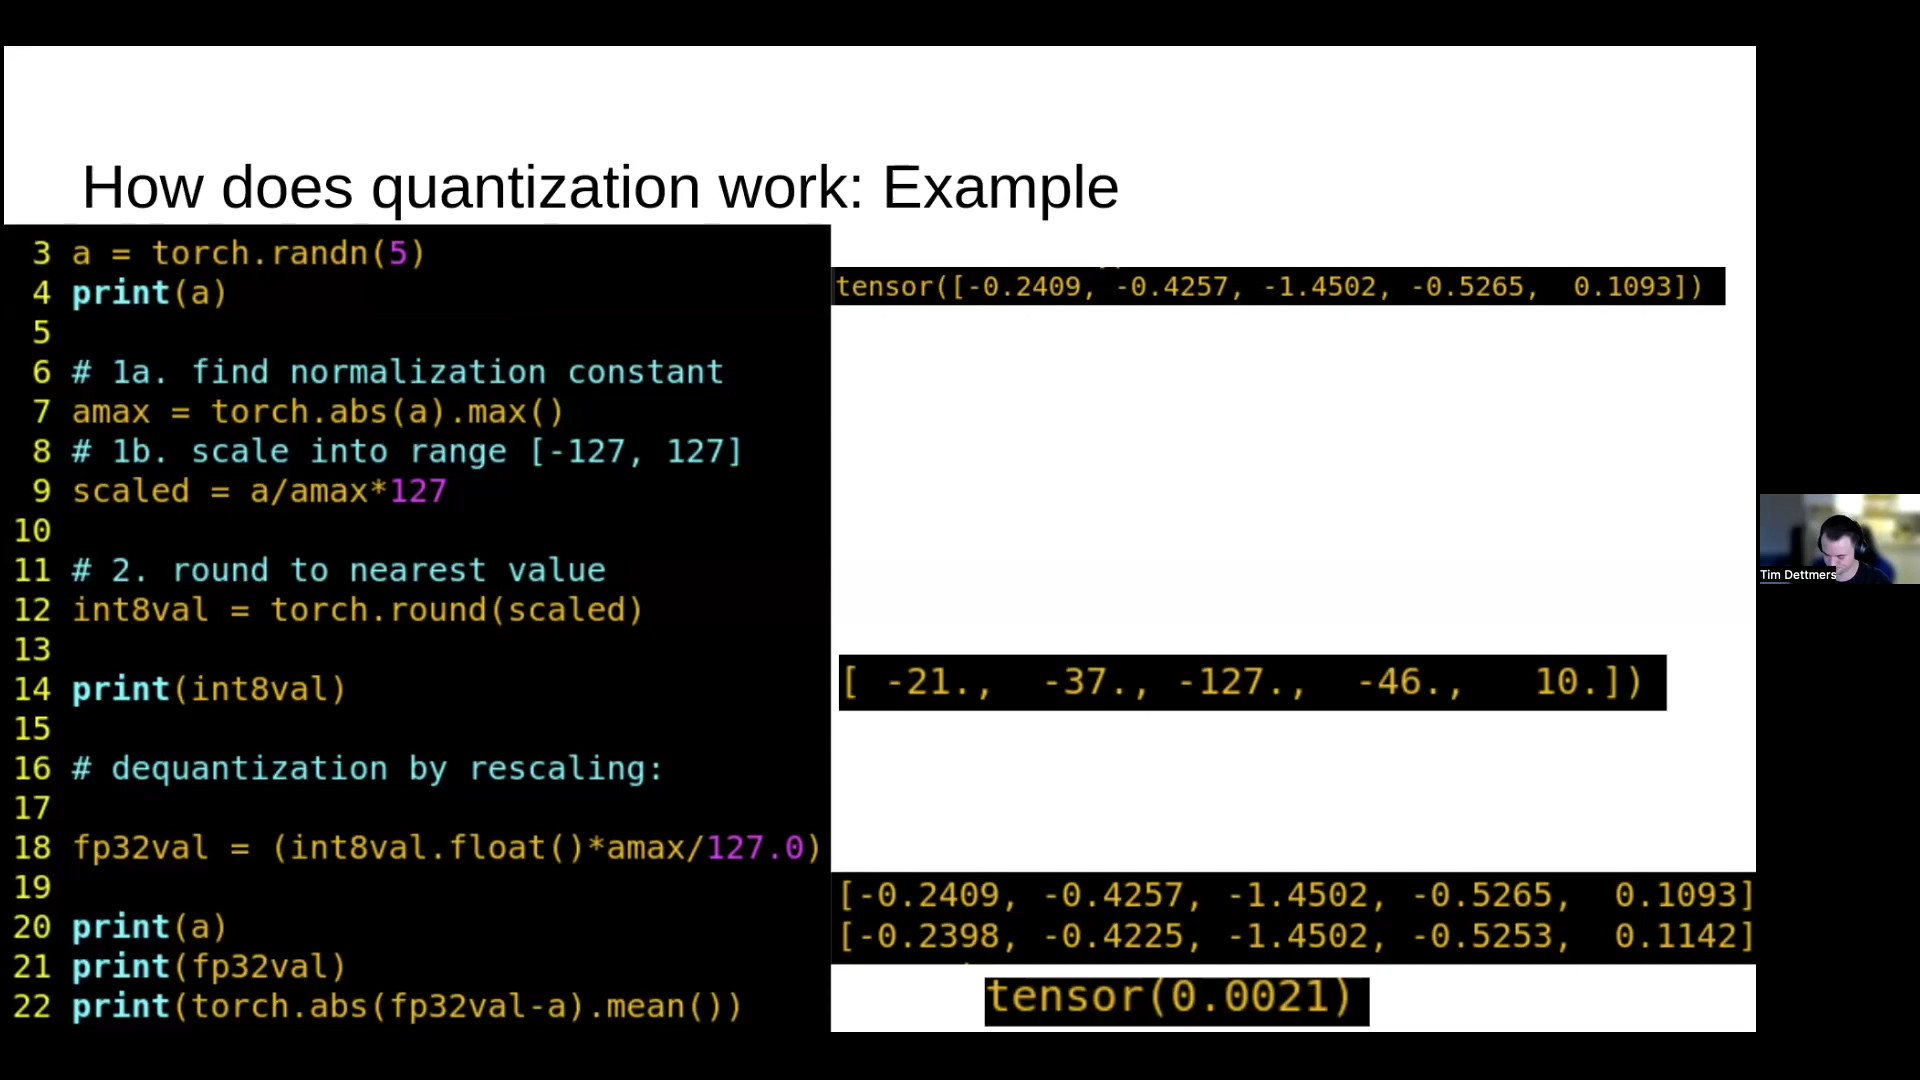 How does quantization work: Example
3 a = torch.randn(5)
4 print(a)
5
6 # 1a. find normalization constant
7 amax = torch.abs(a).max()
8 # 1b. scale into range [-127, 127]
9 scaled = a/amax*127
10
11 # 2. round to nearest value
12 int8val = torch.round(scaled)
13
14 print(int8val)
15
16 # dequantization by rescaling:
17
18 fp32val = (int8val.float()*amax/127.0)
19
20 print(a)
21 print(fp32val)
22 print(torch.abs(fp32val-a).mean())
tensor([-0.2409, -0.4257, -1.4502, -0.5265, 0.1093])
[ -21., -37., -127., -46., 10.])
[-0.2409, -0.4257, -1.4502, -0.5265, 0.1093]
[-0.2398, -0.4225, -1.4502, -0.5253, 0.1142]
tensor(0.0021)
Tim Dettmers